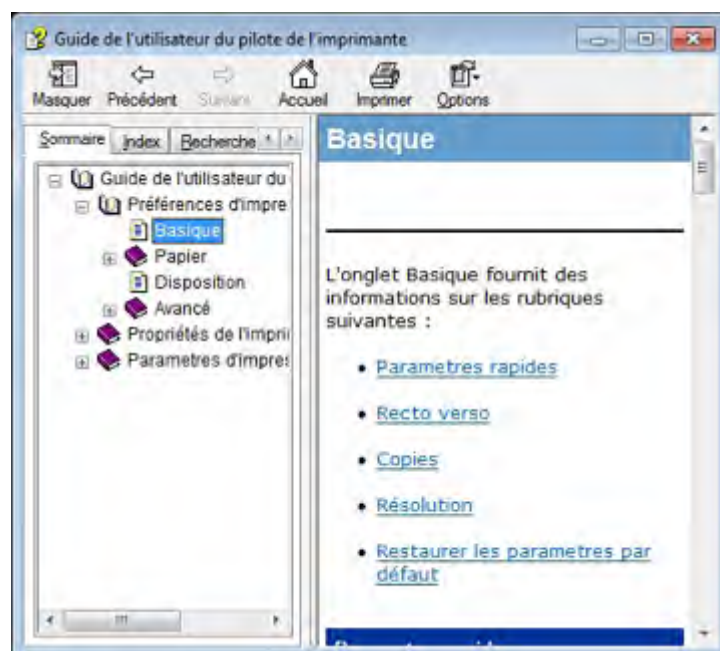 Guide de l'utilisateur du pilote de l'imprimante
Masquer Précédent Suivant Accueil Imprimer Options
Sommaire Index Recherche
Guide de l'utilisateur du
Préférences d'impre
Basique
Papier
Disposition
Avancé
Propriétés de l'impri
Parametres d'impre
Basique
L'onglet Basique fournit des
informations sur les rubriques
suivantes :
• Parametres rapides
• Recto verso
• Copies
• Résolution
• Restaurer les parametres par
défaut